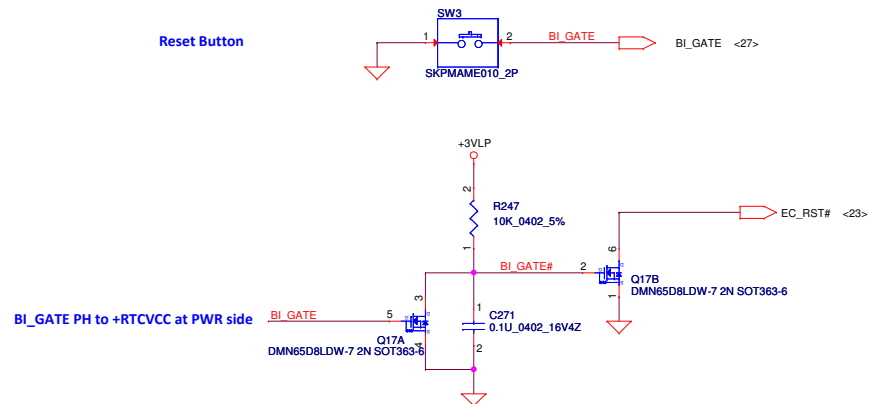 SW3
Reset Button
1
2
BI_GATE
BI_GATE <27>
SKPMAME010_2P
+3VLP
2
R247
10K_0402_5%
1
EC_RST# <23>
6
BI_GATE#
2
Q17B
DMN65D8LDW-7 2N SOT363-6
1
3
1
BI_GATE PH to +RTCVCC at PWR side
BI_GATE
5
C271
0.1U_0402_16V4Z
Q17A
4
2
DMN65D8LDW-7 2N SOT363-6